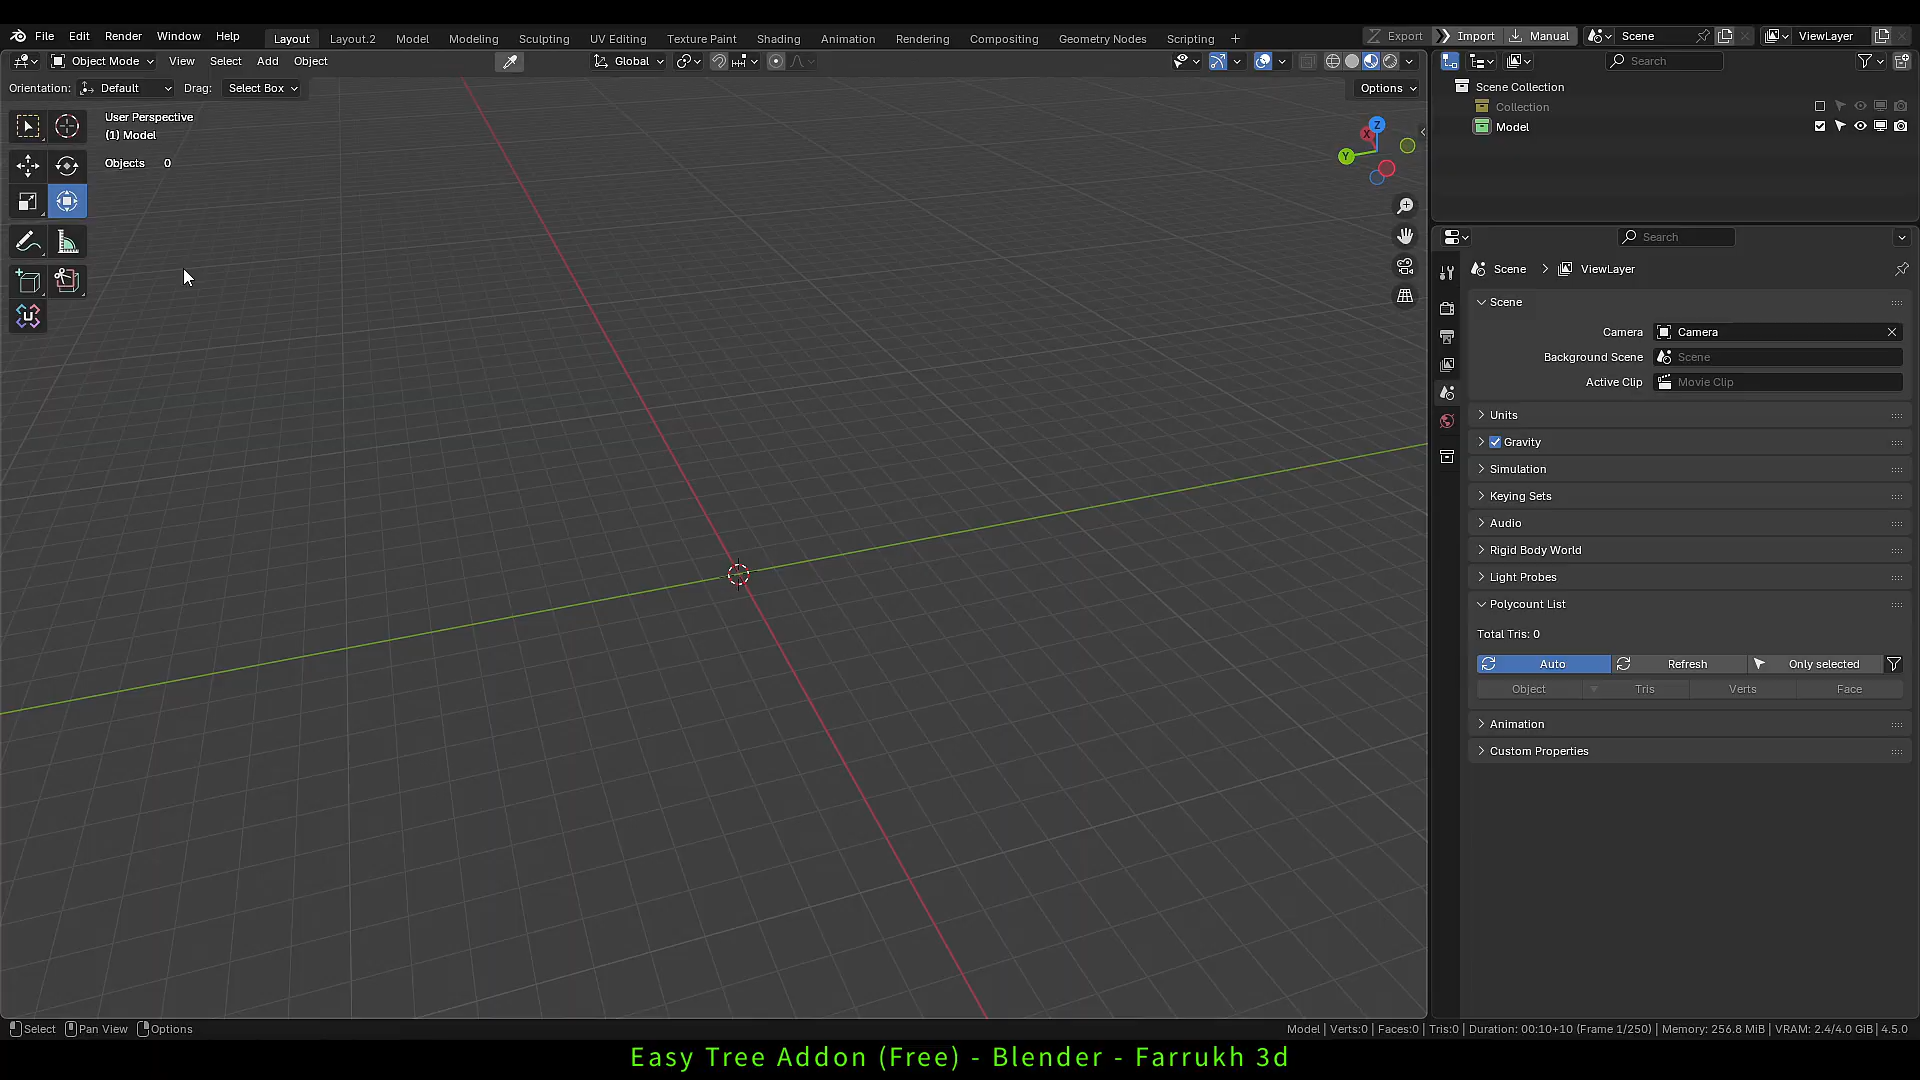 File Edit Render Window Help Layout Layout.2 Model Modeling Sculpting UV Editing Texture Paint Shading Animation Rendering Compositing Geometry Nodes Scripting + Export Import Manual Scene ViewLayer
Object Mode View Select Add Object Global Search
Orientation: Default Drag: Select Box Options
Scene Collection
Collection
Model
User Perspective
(1) Model
Objects 0
Z
X
Y
Search
Scene > ViewLayer
Scene
Camera Camera
Background Scene Scene
Active Clip Movie Clip
Units
Gravity
Simulation
Keying Sets
Audio
Rigid Body World
Light Probes
Polycount List
Total Tris: 0
Auto Refresh Only selected
Object Tris Verts Face
Animation
Custom Properties
Select Pan View Options
Model | Verts:0 | Faces:0 | Tris:0 | Duration: 00:10+10 (Frame 1/250) | Memory: 256.8 MiB | VRAM: 2.4/4.0 GiB | 4.5.0
Easy Tree Addon (Free) - Blender - Farrukh 3d